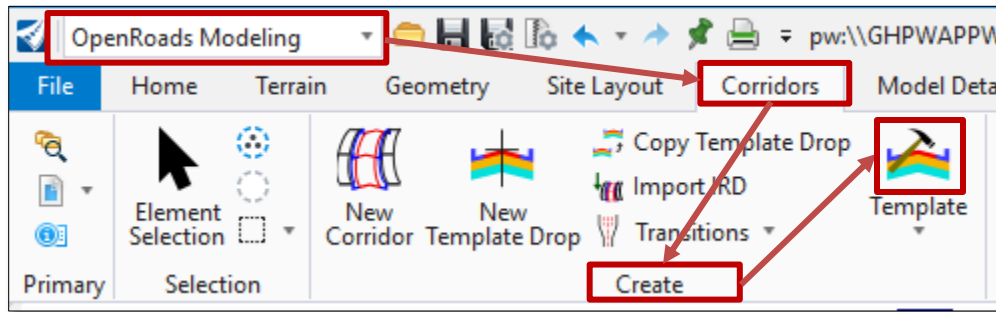 OpenRoads Modeling
pw:\\GHPWAPPW
File Home Terrain Geometry Site Layout Corridors Model Deta
Element
Selection
New
Corridor
New
Template Drop
Copy Template Drop
Import IRD
Transitions
Template
Primary Selection Create